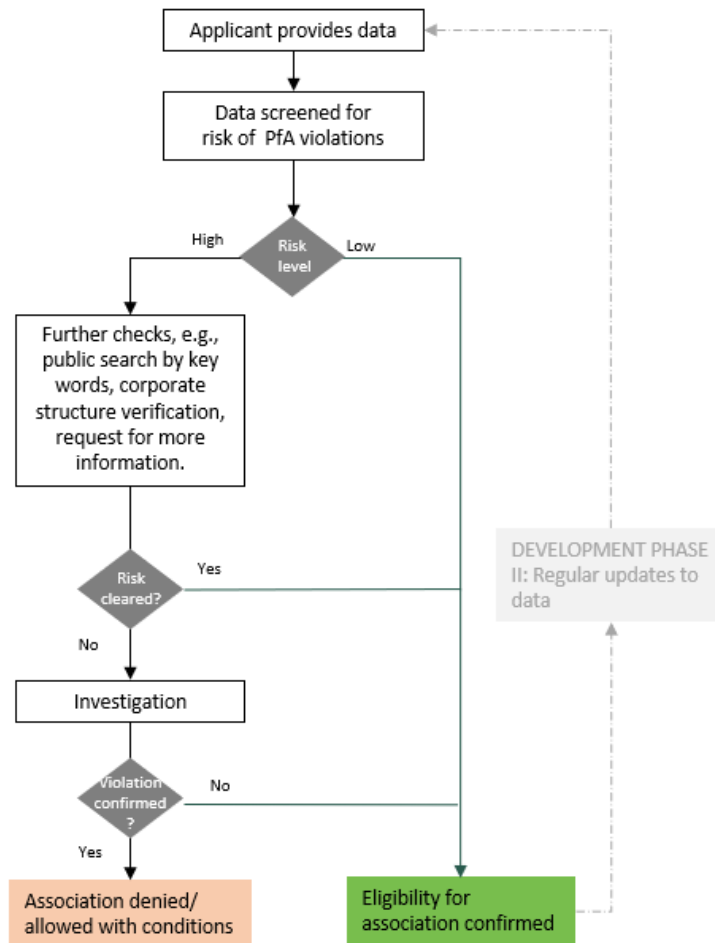 Applicant provides data
Data screened for
risk of PfA violations
High
Risk
level
Low
Further checks, e.g.,
public search by key
words, corporate
structure verification,
request for more
information.
DEVELOPMENT PHASE
II: Regular updates to
data
Risk
cleared?
Yes
No
Investigation
Violation
confirmed
?
No
Yes
Association denied/
allowed with conditions
Eligibility for
association confirmed